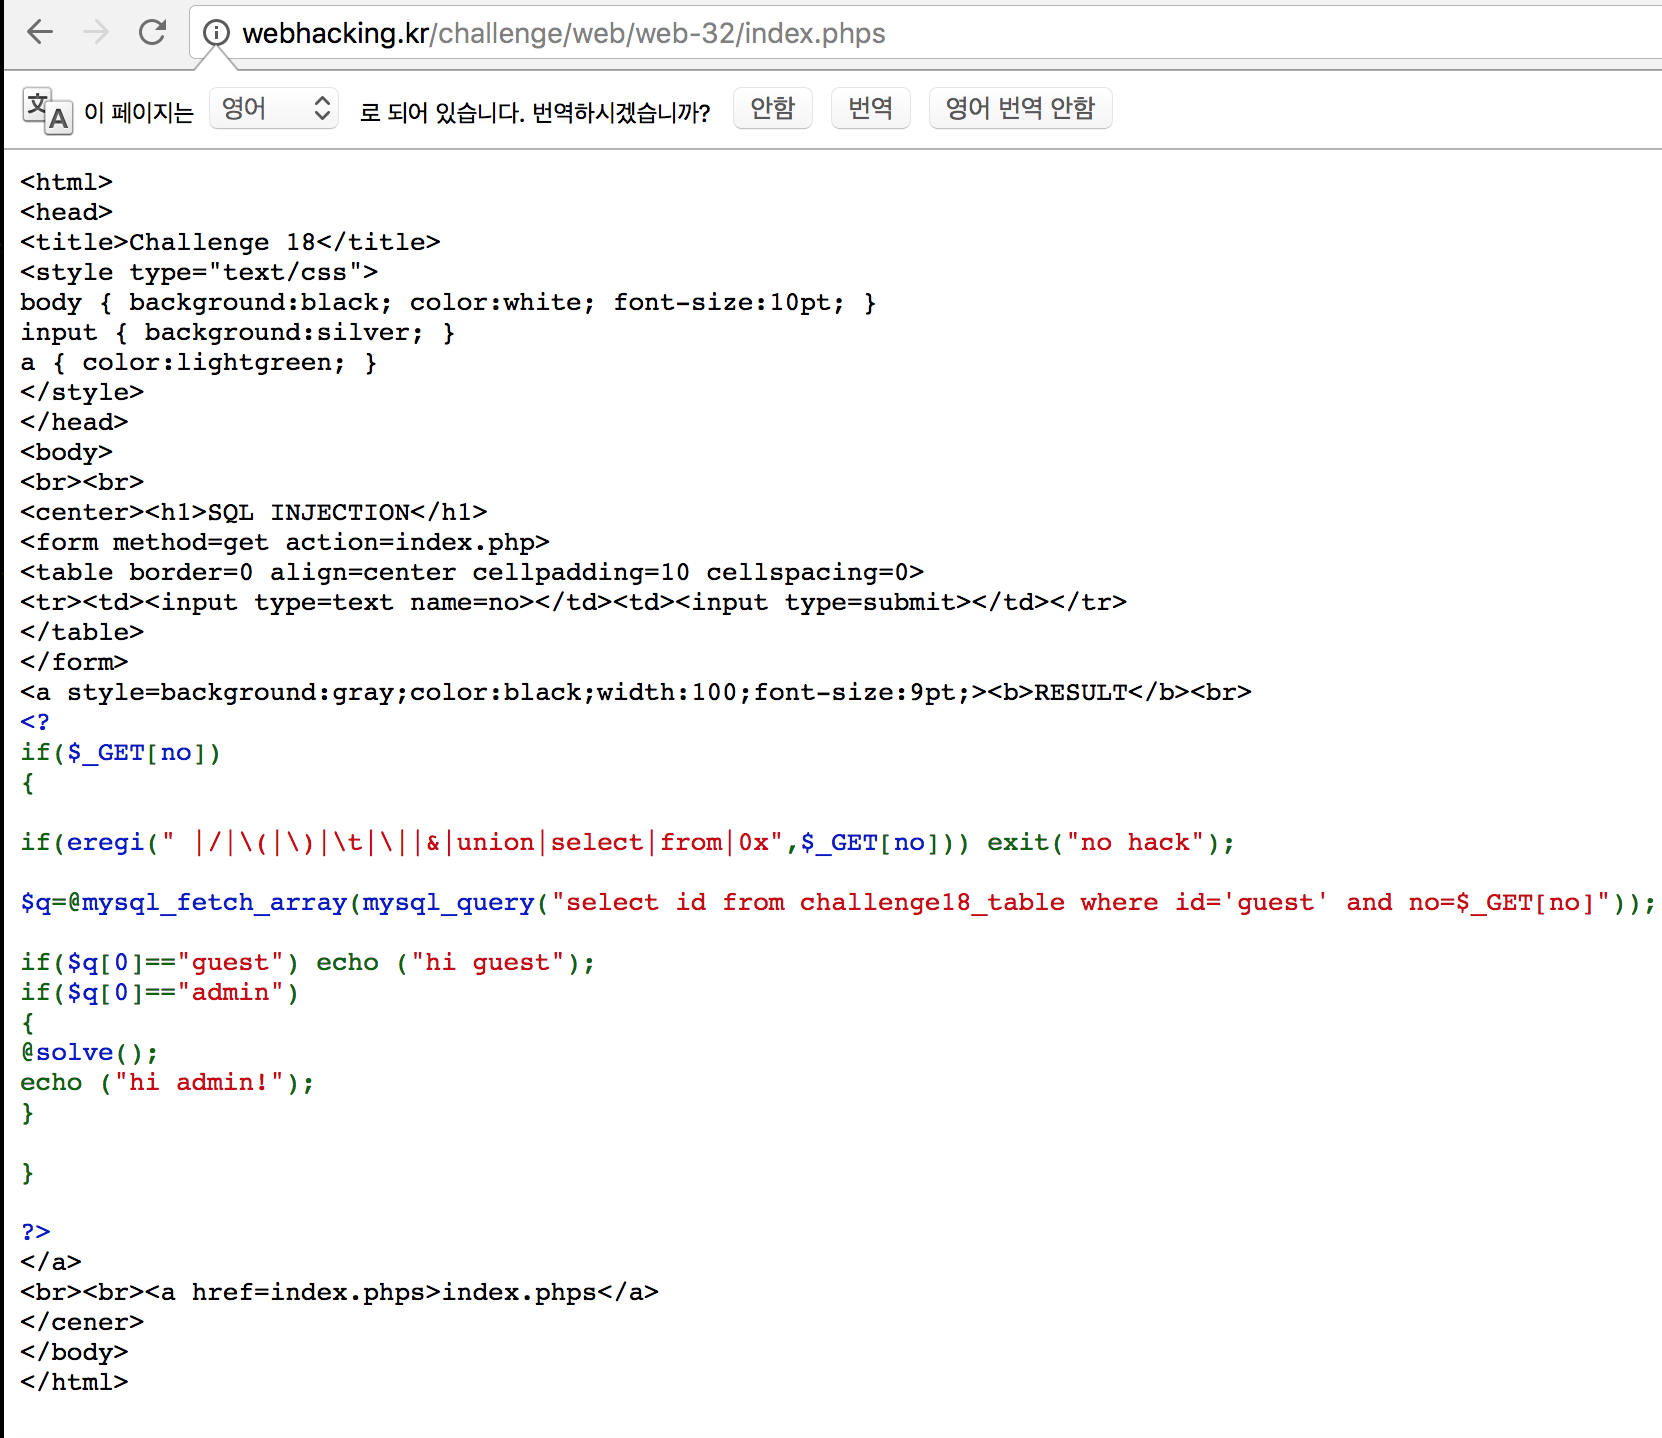 webhacking.kr/challenge/web/web-32/index.phps
이 페이지는 영어 로 되어 있습니다. 번역하시겠습니까? 안함 번역 영어 번역 안함
<html>
<head>
<title>Challenge 18</title>
<style type="text/css">
body { background:black; color:white; font-size:10pt; }
input { background:silver; }
a { color:lightgreen; }
</style>
</head>
<body>
<br><br>
<center><h1>SQL INJECTION</h1>
<form method=get action=index.php>
<table border=0 align=center cellpadding=10 cellspacing=0>
<tr><td><input type=text name=no></td><td><input type=submit></td></tr>
</table>
</form>
<a style=background:gray;color:black;width:100;font-size:9pt;><b>RESULT</b><br>
<?
if($_GET[no])
{
if(eregi(" |/|\(|\)|\t|\||&|union|select|from|0x",$_GET[no])) exit("no hack");
$q=@mysql_fetch_array(mysql_query("select id from challenge18_table where id='guest' and no=$_GET[no]"));
if($q[0]=="guest") echo ("hi guest");
if($q[0]=="admin")
{
@solve();
echo ("hi admin!");
}
}
?>
</a>
<br><br><a href=index.phps>index.phps</a>
</cener>
</body>
</html>